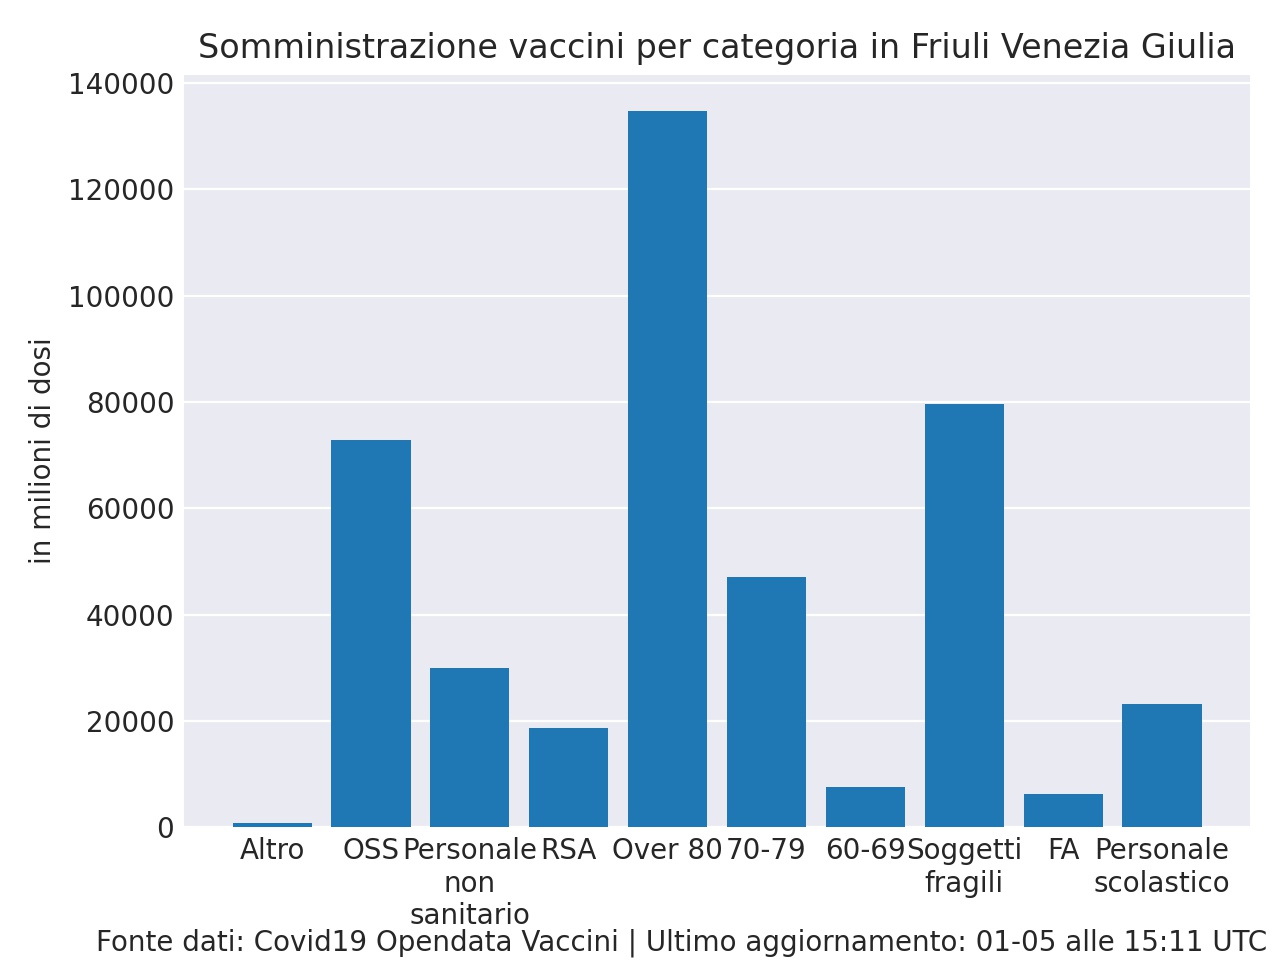 Somministrazione vaccini per categoria in Friuli Venezia Giulia
140000
120000
100000
80000
60000
40000
20000
0
in milioni di dosi
Altro OSS Personale RSA Over 80 70-79 60-69 Soggetti FA Personale
non fragili scolastico
sanitario
Fonte dati: Covid19 Opendata Vaccini | Ultimo aggiornamento: 01-05 alle 15:11 UTC